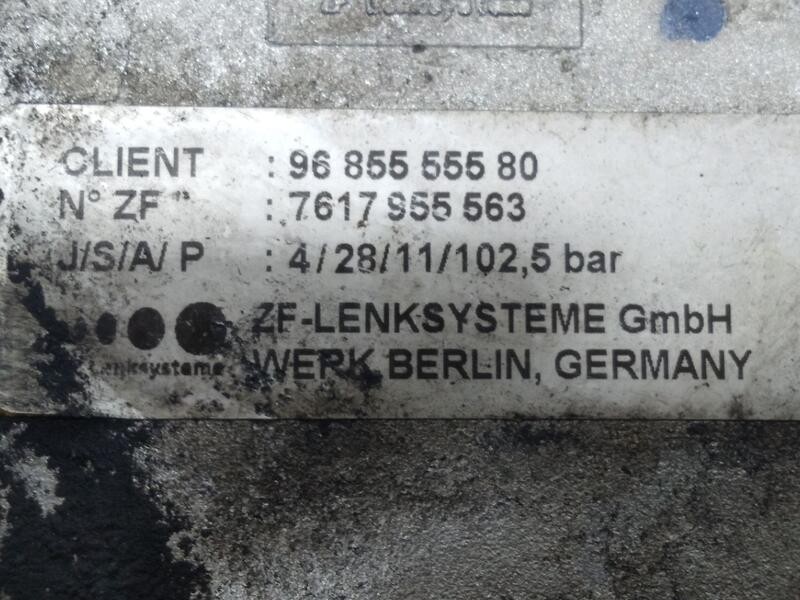 CLIENT : 96 855 555 80
N° ZF : 7617 955 563
J/S/A/ P : 4/28/11/102,5 bar
ZF-LENKSYSTEME GmbH
Lenksysteme WERK BERLIN, GERMANY